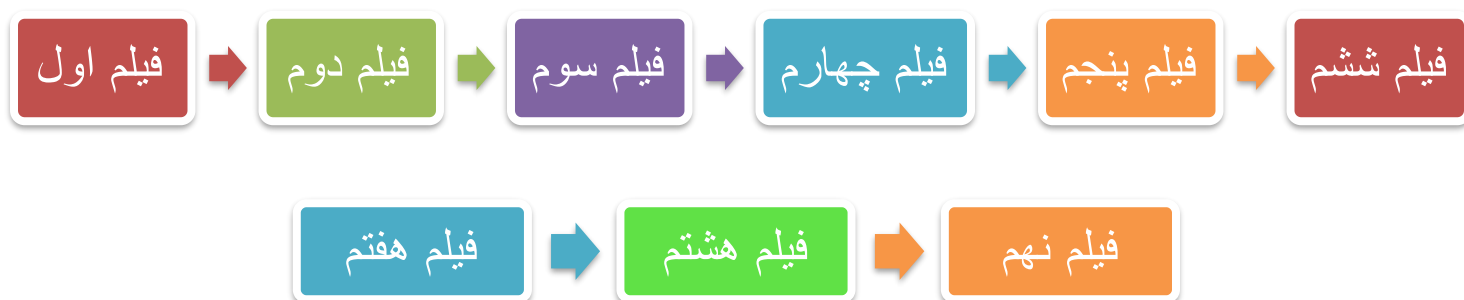 فیلم اول
فیلم دوم
فیلم سوم
فیلم چهارم
فیلم پنجم
فیلم ششم
فیلم هفتم
فیلم هشتم
فیلم نهم